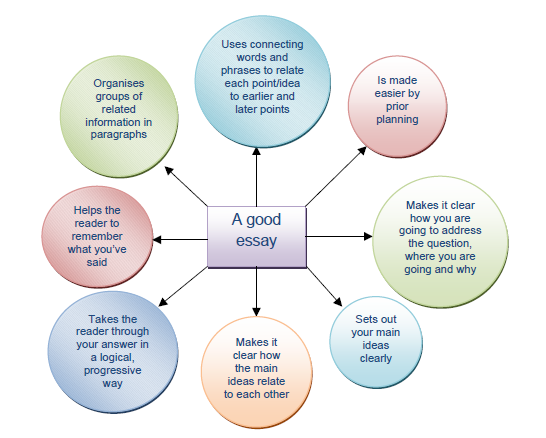 Uses connecting
words and
phrases to relate
each point/idea
to earlier and
later points
Is made
easier by
prior
planning
Makes it clear
how you are
going to address
the question,
where you are
going and why
Sets out
your main
ideas
clearly
Makes it
clear how
the main
ideas relate
to each other
Takes the
reader through
your answer in
a logical,
progressive
way
Helps the
reader to
remember
what you've
said
Organises
groups of
related
information in
paragraphs
A good
essay